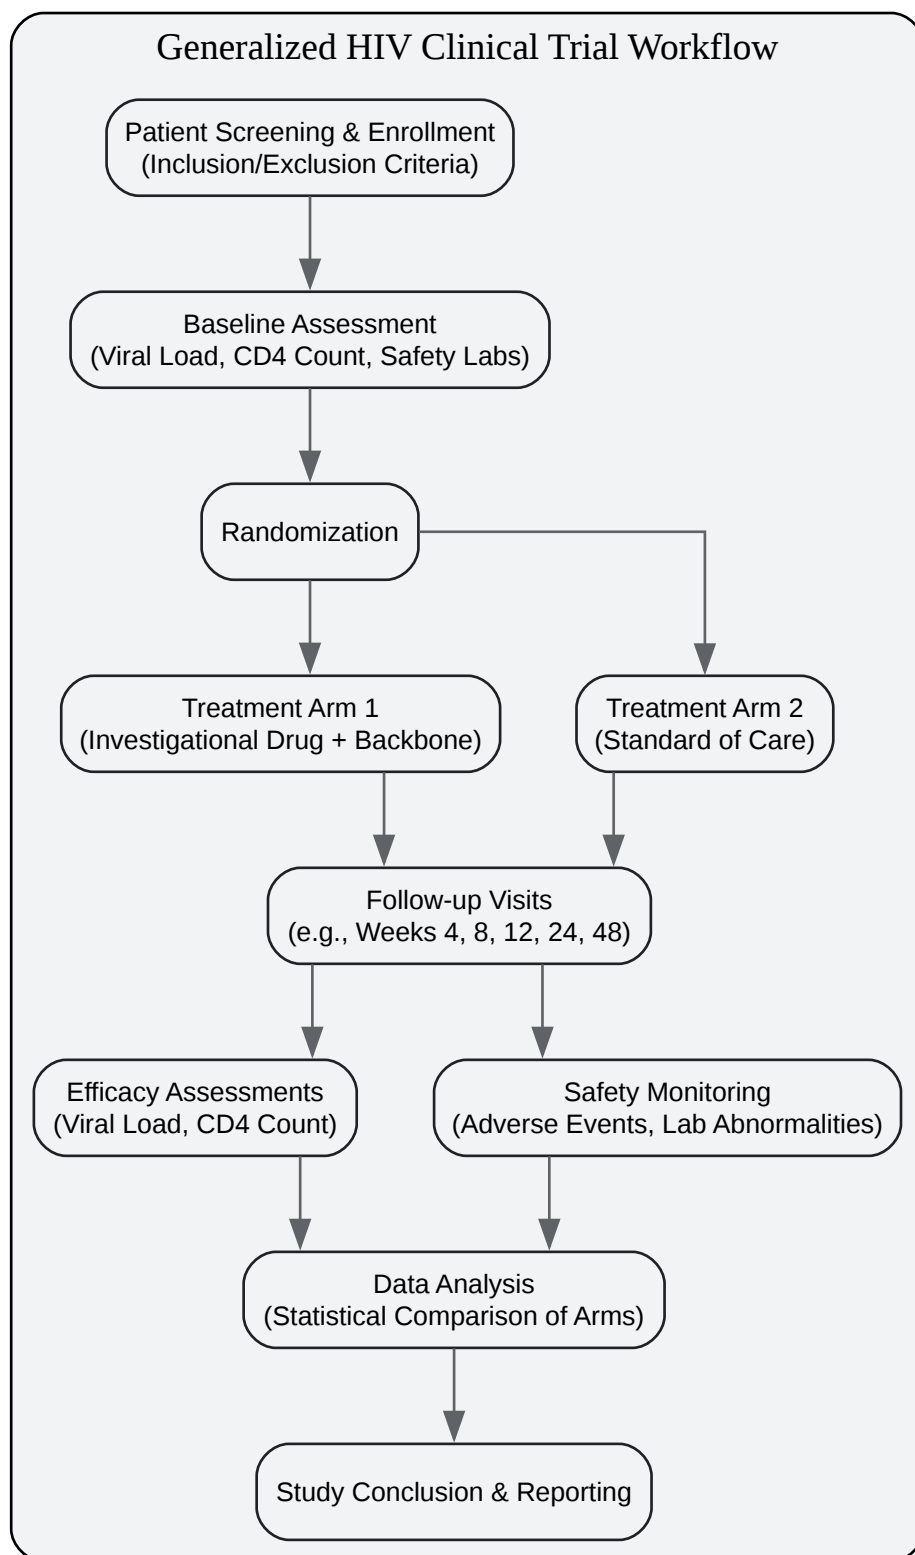 Generalized HIV Clinical Trial Workflow
Patient Screening & Enrollment
(Inclusion/Exclusion Criteria)
Baseline Assessment
(Viral Load, CD4 Count, Safety Labs)
Randomization
Treatment Arm 1
(Investigational Drug + Backbone)
Treatment Arm 2
(Standard of Care)
Follow-up Visits
(e.g., Weeks 4, 8, 12, 24, 48)
Efficacy Assessments
(Viral Load, CD4 Count)
Safety Monitoring
(Adverse Events, Lab Abnormalities)
Data Analysis
(Statistical Comparison of Arms)
Study Conclusion & Reporting